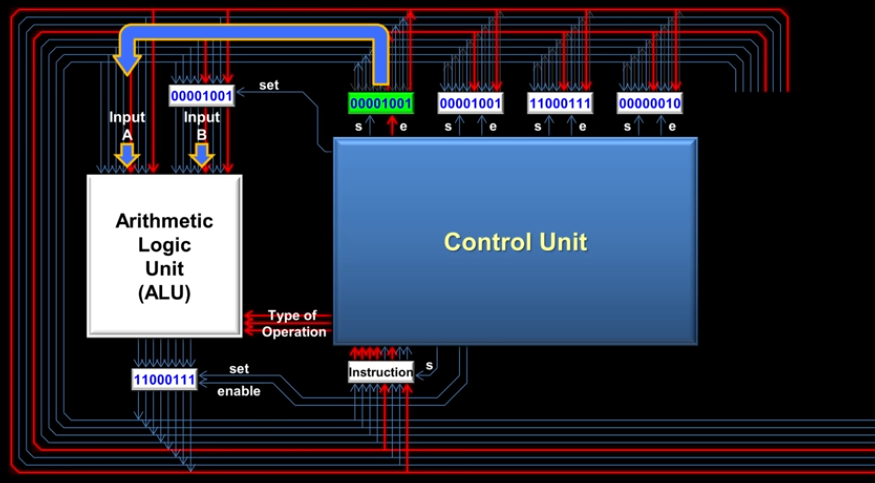 00001001
set
00001001
00001001
11000111
00000010
Input
A
Input
B
s
e
s
e
s
e
s
e
Arithmetic
Logic
Unit
(ALU)
Control Unit
Type of
Operation
11000111
set
enable
Instruction
s